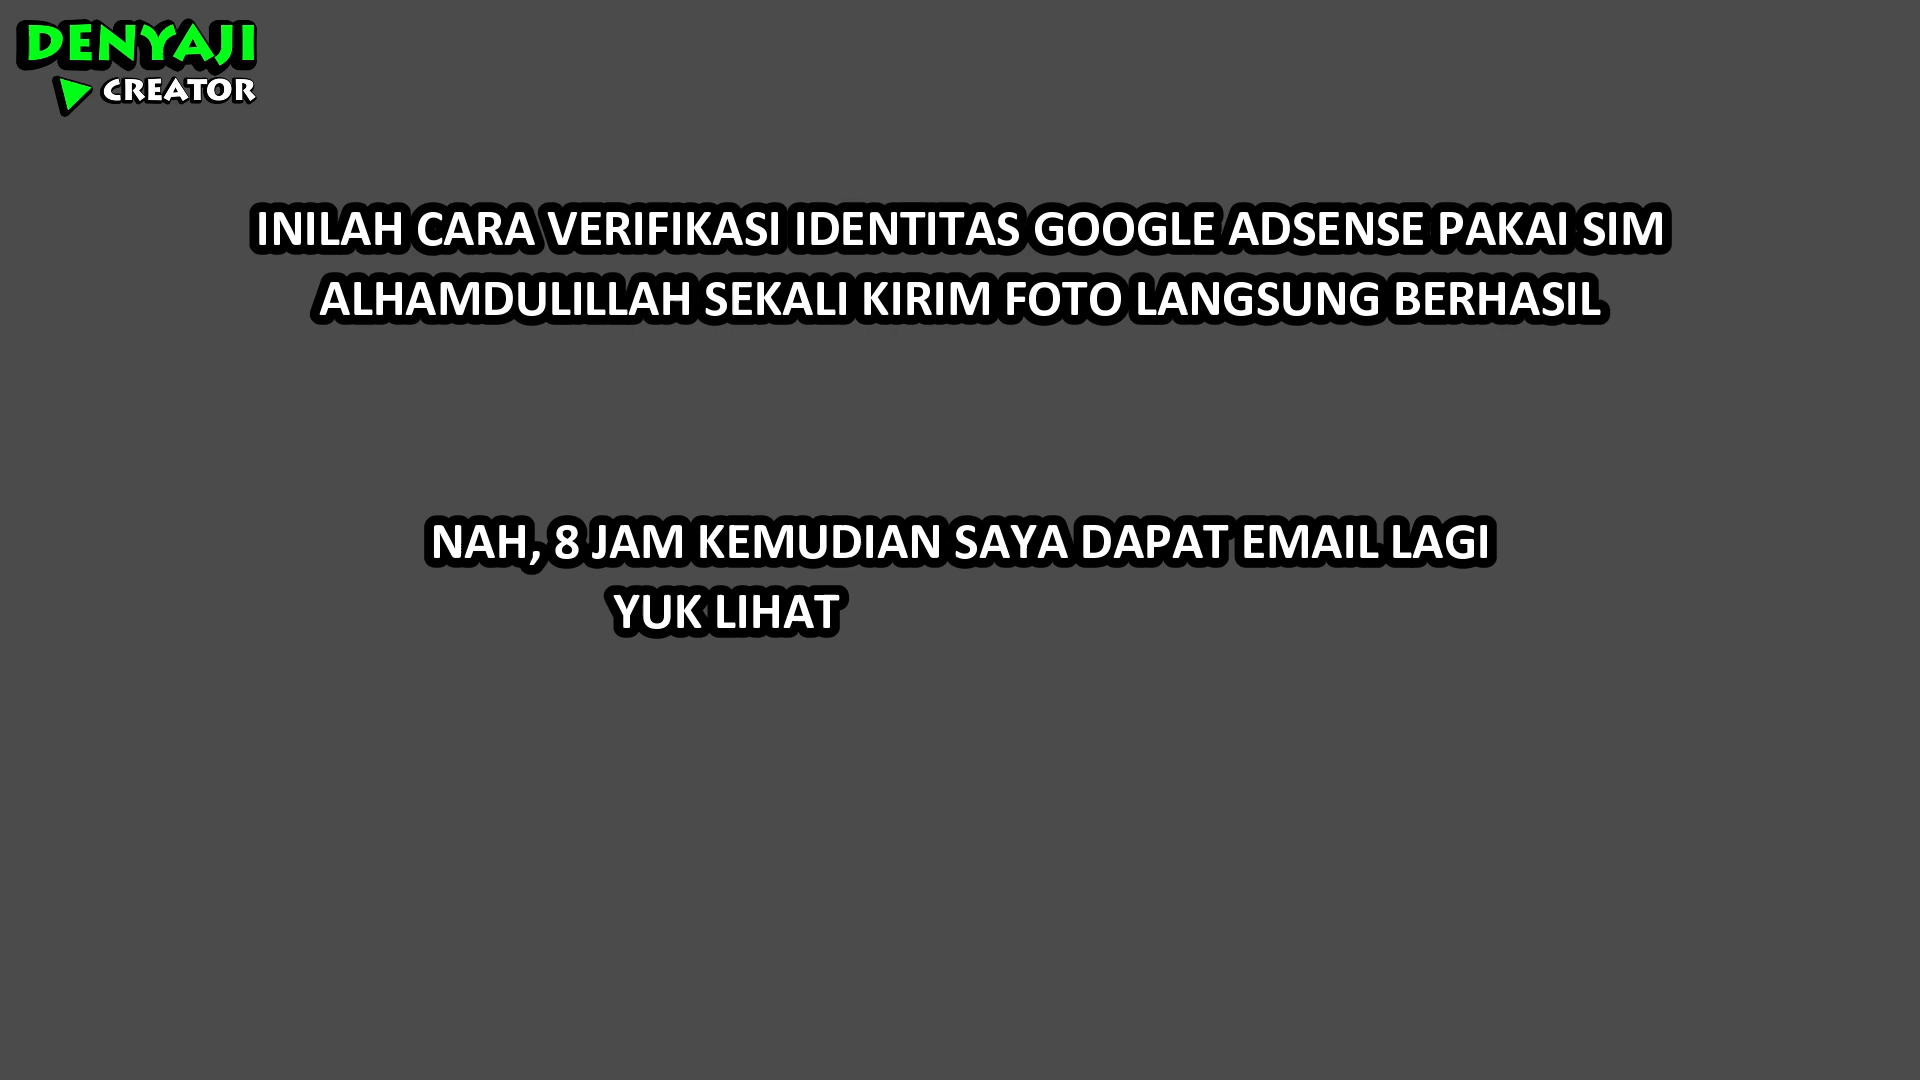 DENYAJI
CREATOR
INILAH CARA VERIFIKASI IDENTITAS GOOGLE ADSENSE PAKAI SIM
ALHAMDULILLAH SEKALI KIRIM FOTO LANGSUNG BERHASIL
NAH, 8 JAM KEMUDIAN SAYA DAPAT EMAIL LAGI
YUK LIHAT